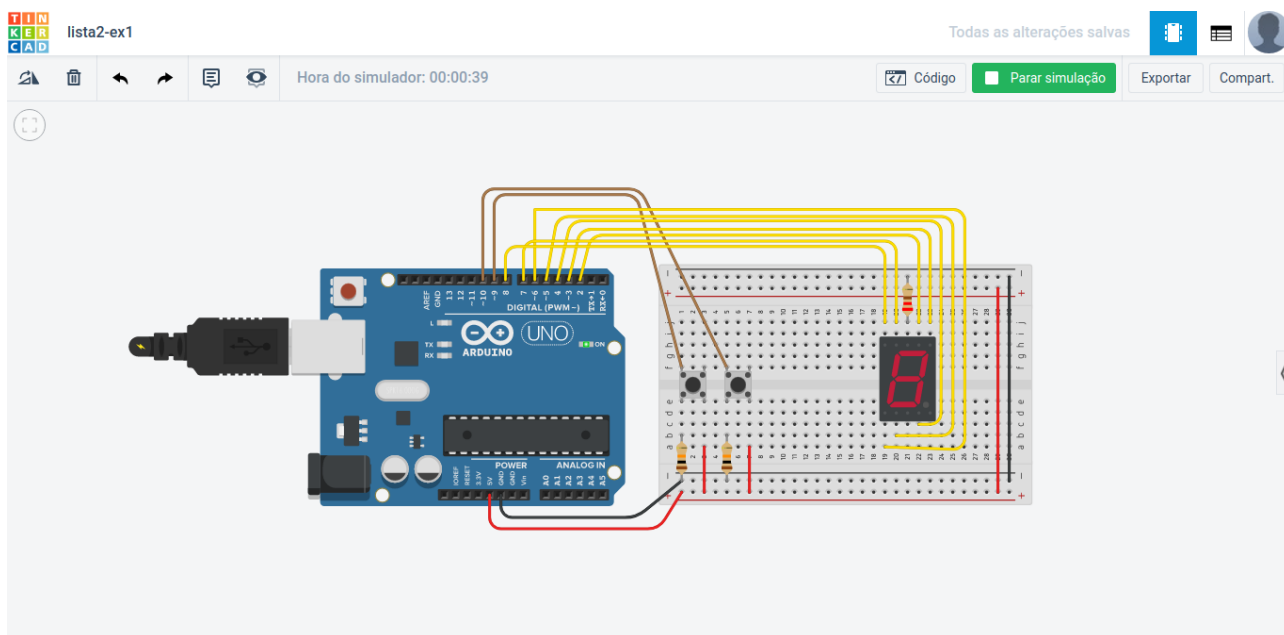 TIN
KER
CAD
lista2-ex1
Todas as alterações salvas
Hora do simulador: 00:00:39
Código
Parar simulação
Exportar
Compart.
AREF
GND
13
12
~11
~10
~9
8
7
~6
~5
4
~3
2
TX→1
RX←0
DIGITAL (PWM~)
L
TX
RX
UNO
ARDUINO
ON
POWER
ANALOG IN
IOREF
RESET
3.3V
5V
GND
GND
Vin
A0
A1
A2
A3
A4
A5
8